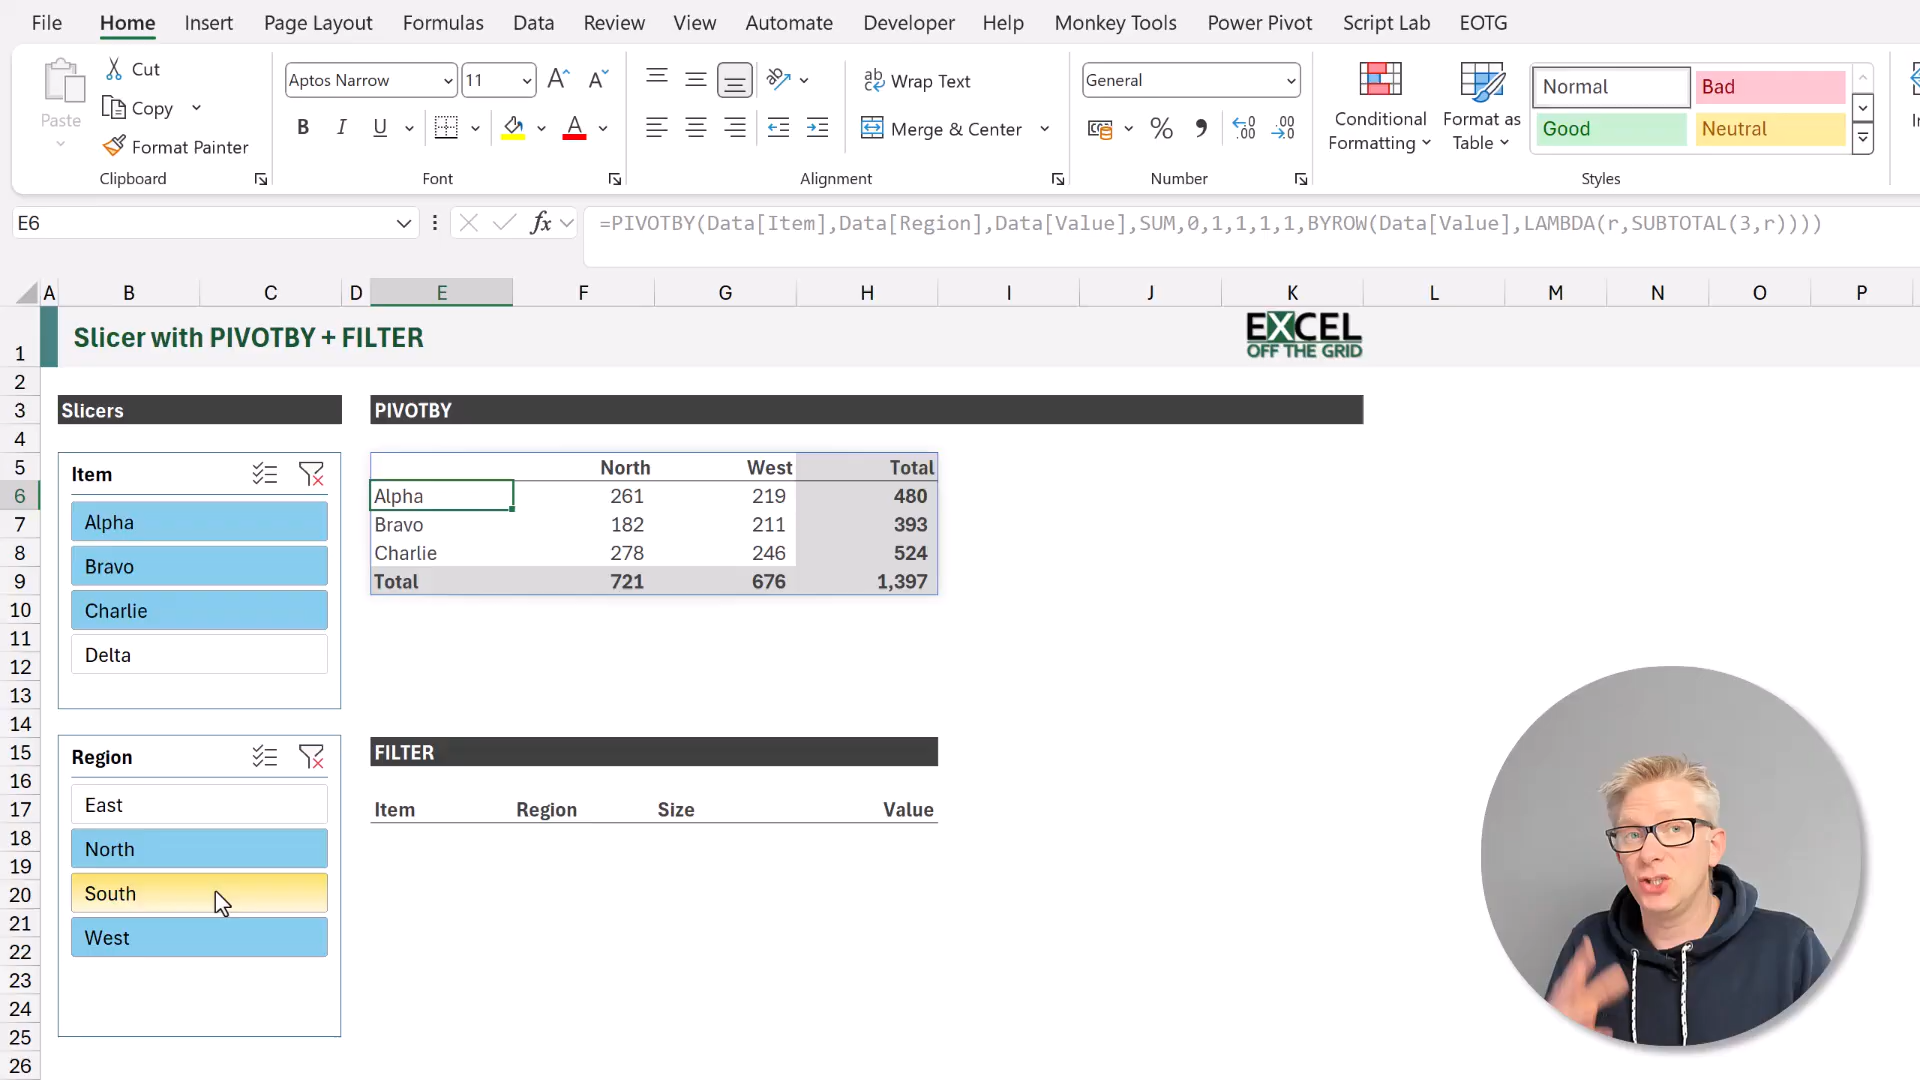 File Home Insert Page Layout Formulas Data Review View Automate Developer Help Monkey Tools Power Pivot Script Lab EOTG
Paste
Cut
Copy
Format Painter
Clipboard
Aptos Narrow 11
B I U
Font
Wrap Text
Merge & Center
Alignment
General
Number
Conditional Formatting
Format as Table
Normal Bad
Good Neutral
Styles
E6
fx =PIVOTBY(Data[Item],Data[Region],Data[Value],SUM,0,1,1,1,1,BYROW(Data[Value],LAMBDA(r,SUBTOTAL(3,r))))
A B C D E F G H I J K L M N O P
1 2 3 4 5 6 7 8 9 10 11 12 13 14 15 16 17 18 19 20 21 22 23 24 25 26
Slicer with PIVOTBY + FILTER
EXCEL
OFF THE GRID
Slicers
Item
Alpha
Bravo
Charlie
Delta
Region
East
North
South
West
PIVOTBY
North West Total
Alpha 261 219 480
Bravo 182 211 393
Charlie 278 246 524
Total 721 676 1,397
FILTER
Item Region Size Value